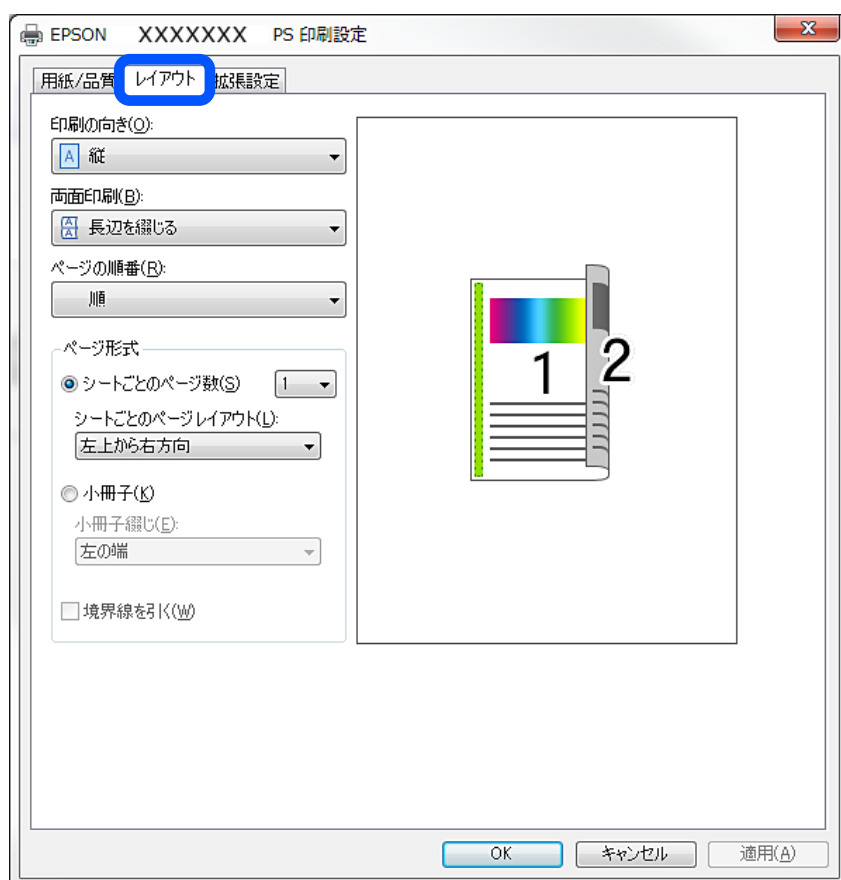 EPSON XXXXXXX PS 印刷設定
用紙/品質 レイアウト 拡張設定
印刷の向き(O):
A 縦
両面印刷(B):
長辺を綴じる
ページの順番(R):
順
ページ形式
シートごとのページ数(S) 1
シートごとのページレイアウト(L):
左上から右方向
小冊子(K)
小冊子綴じ(E):
左の端
境界線を引く(W)
1 2
OK キャンセル 適用(A)